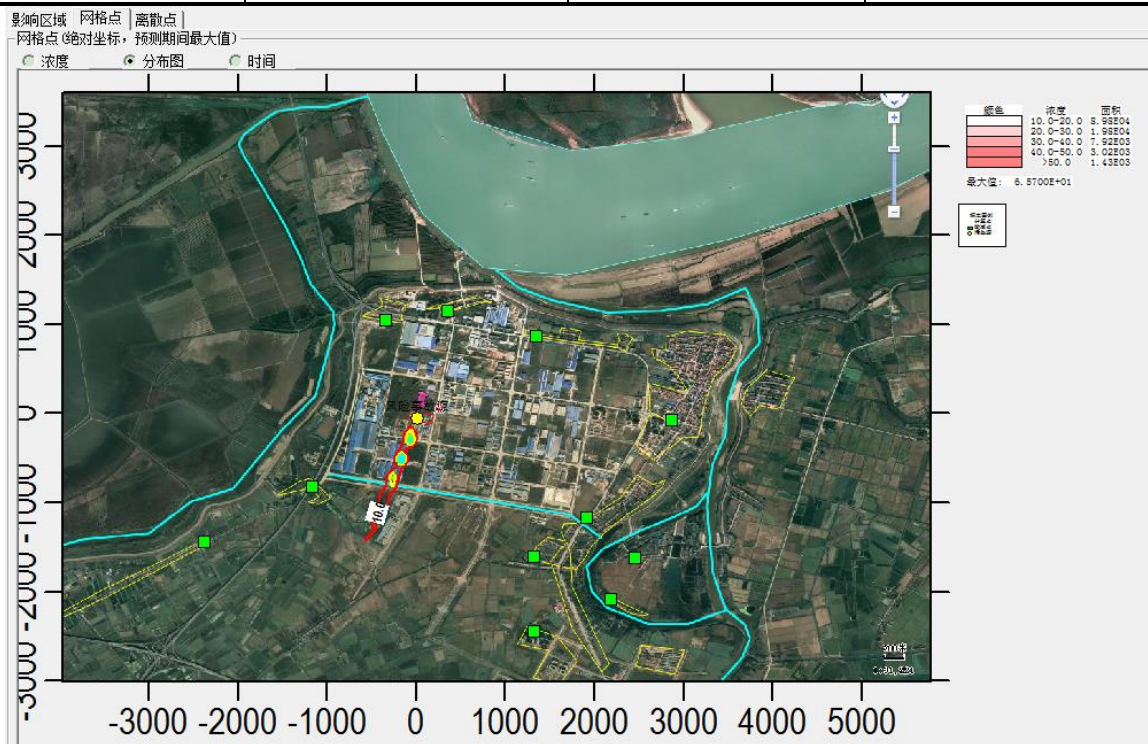 影响区域 网格点 离散点
网格点(绝对坐标，预测期间最大值)
浓度 分布图 时间
颜色 浓度 面积
10.0-20.0 8.98E04
20.0-30.0 1.98E04
30.0-40.0 7.92E03
40.0-50.0 3.02E03
>50.0 1.43E03
最大值: 6.5700E+01
3000
2000
1000
0
-1000
-2000
-3000
10.0
-3000 -2000 -1000 0 1000 2000 3000 4000 5000